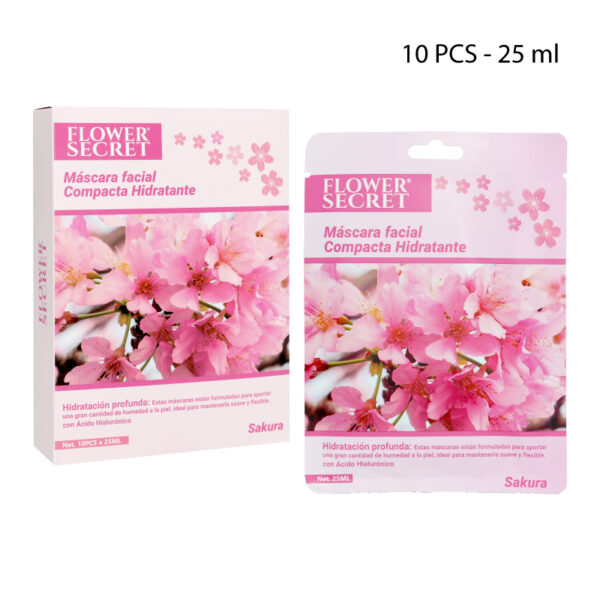 10 PCS - 25 ml
FLOWER®
SECRET
Máscara facial
Compacta Hidratante
Hidratación profunda: Estas máscaras están formuladas para aportar
una gran cantidad de humedad a la piel, ideal para mantenerla suave y flexible.
con Ácido Hialurónico
Net. 10PCS x 25ML
Sakura
FLOWER®
SECRET
Máscara facial
Compacta Hidratante
Hidratación profunda: Estas máscaras están formuladas para aportar
una gran cantidad de humedad a la piel, ideal para mantenerla suave y flexible.
con Ácido Hialurónico
Net. 25ML
Sakura